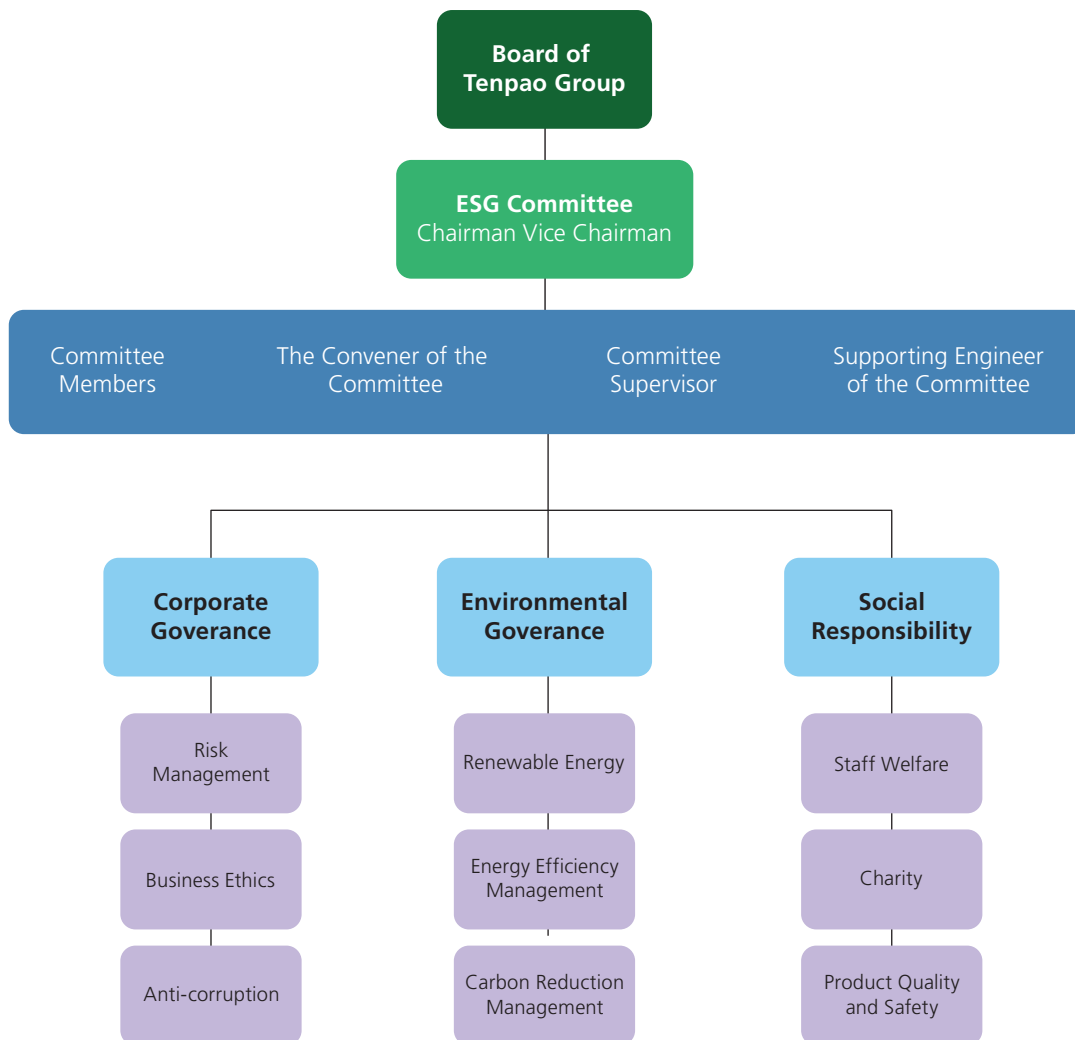 Board of
Tenpao Group
ESG Committee
Chairman Vice Chairman
Committee
Members
The Convener of the
Committee
Committee
Supervisor
Supporting Engineer
of the Committee
Corporate
Goverance
Environmental
Goverance
Social
Responsibility
Risk
Management
Renewable Energy
Staff Welfare
Business Ethics
Energy Efficiency
Management
Charity
Anti-corruption
Carbon Reduction
Management
Product Quality
and Safety